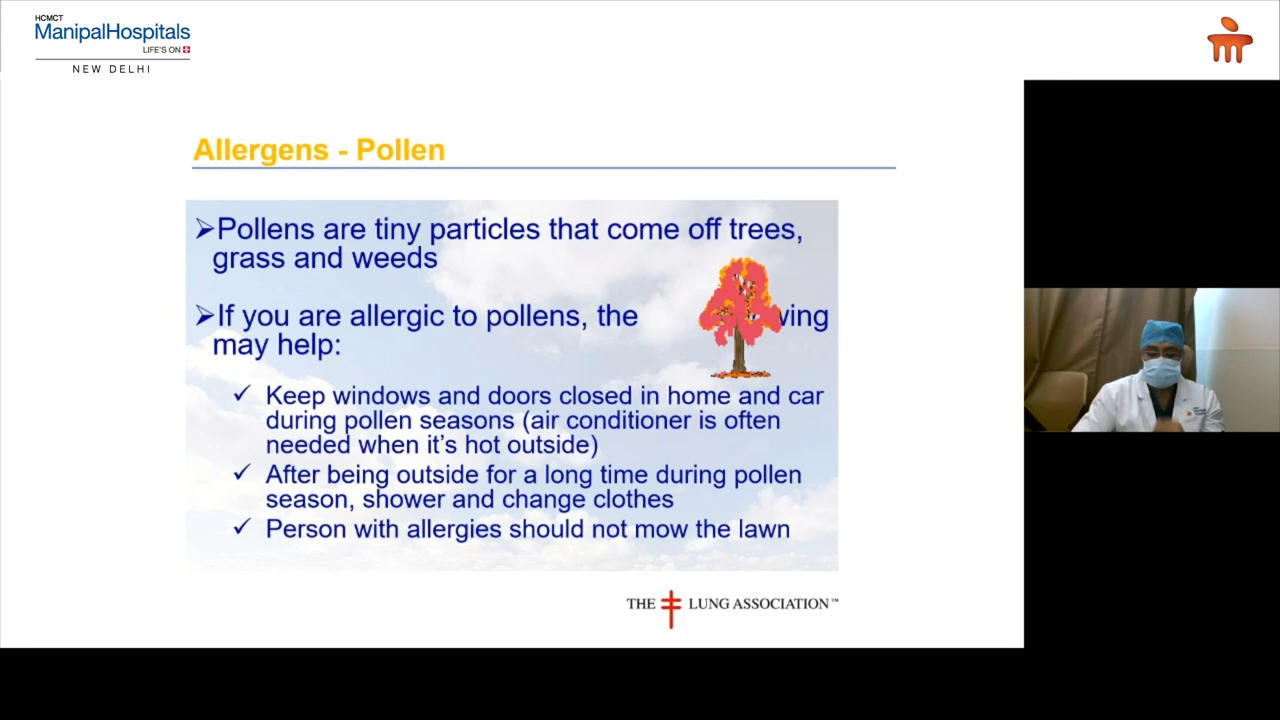 HCMCT
ManipalHospitals
LIFE'S ON
NEW DELHI
Allergens - Pollen
➢Pollens are tiny particles that come off trees,
grass and weeds
➢If you are allergic to pollens, the wing
may help:
✓ Keep windows and doors closed in home and car
during pollen seasons (air conditioner is often
needed when it's hot outside)
✓ After being outside for a long time during pollen
season, shower and change clothes
✓ Person with allergies should not mow the lawn
THE LUNG ASSOCIATION™